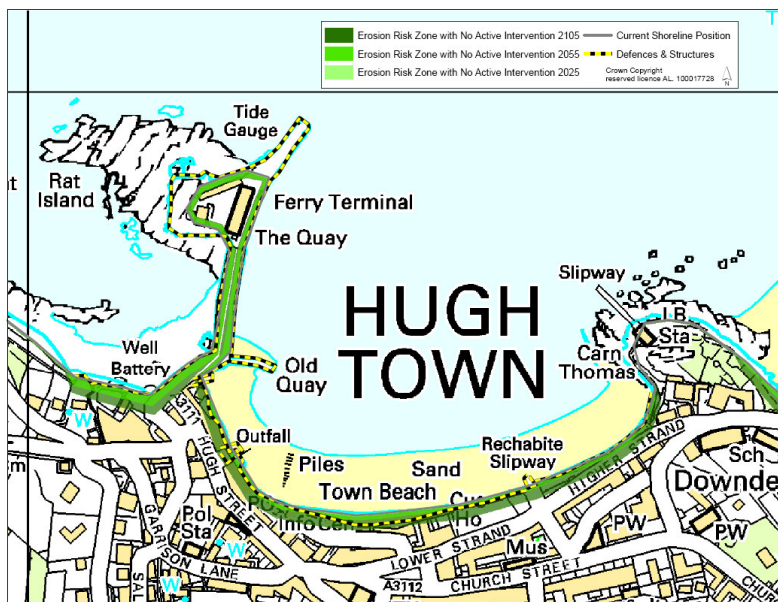 Erosion Risk Zone with No Active Intervention 2105
Current Shoreline Position
Erosion Risk Zone with No Active Intervention 2055
Defences & Structures
Erosion Risk Zone with No Active Intervention 2025
Crown Copyright
reserved licence AL. 100017728
N
Tide
Gauge
Rat
Island
Ferry Terminal
The Quay
Slipway
HUGH
TOWN
LB
Sta
Well
Battery
Old
Quay
Carn
Thomas
W
A3111
HUGH STREET
Outfall
Piles
Sand
Rechabite
Slipway
HIGHER STRAND
Sch
Town Beach
Downde
Pol
Sta
Info Cen
Ho
LOWER STRAND
Mus
PW
PW
W
GARRISON LANE
W
A3112
CHURCH STREET